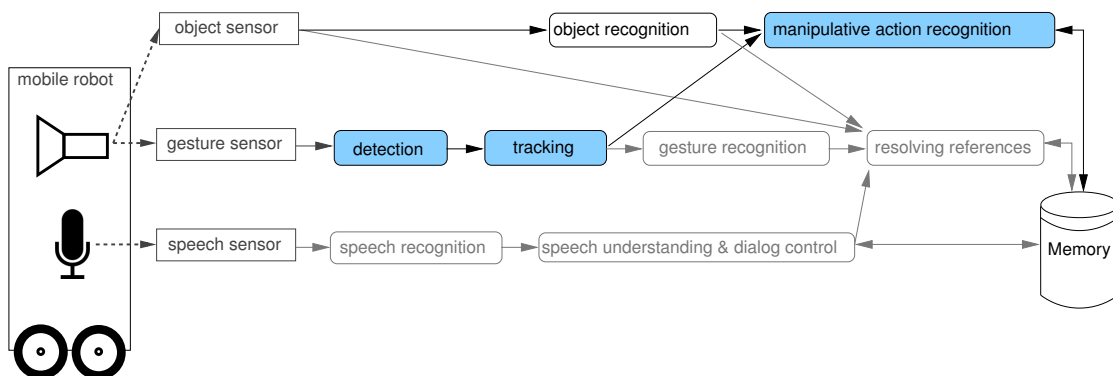 object sensor
object recognition
manipulative action recognition
mobile robot
gesture sensor
detection
tracking
gesture recognition
resolving references
speech sensor
speech recognition
speech understanding & dialog control
Memory